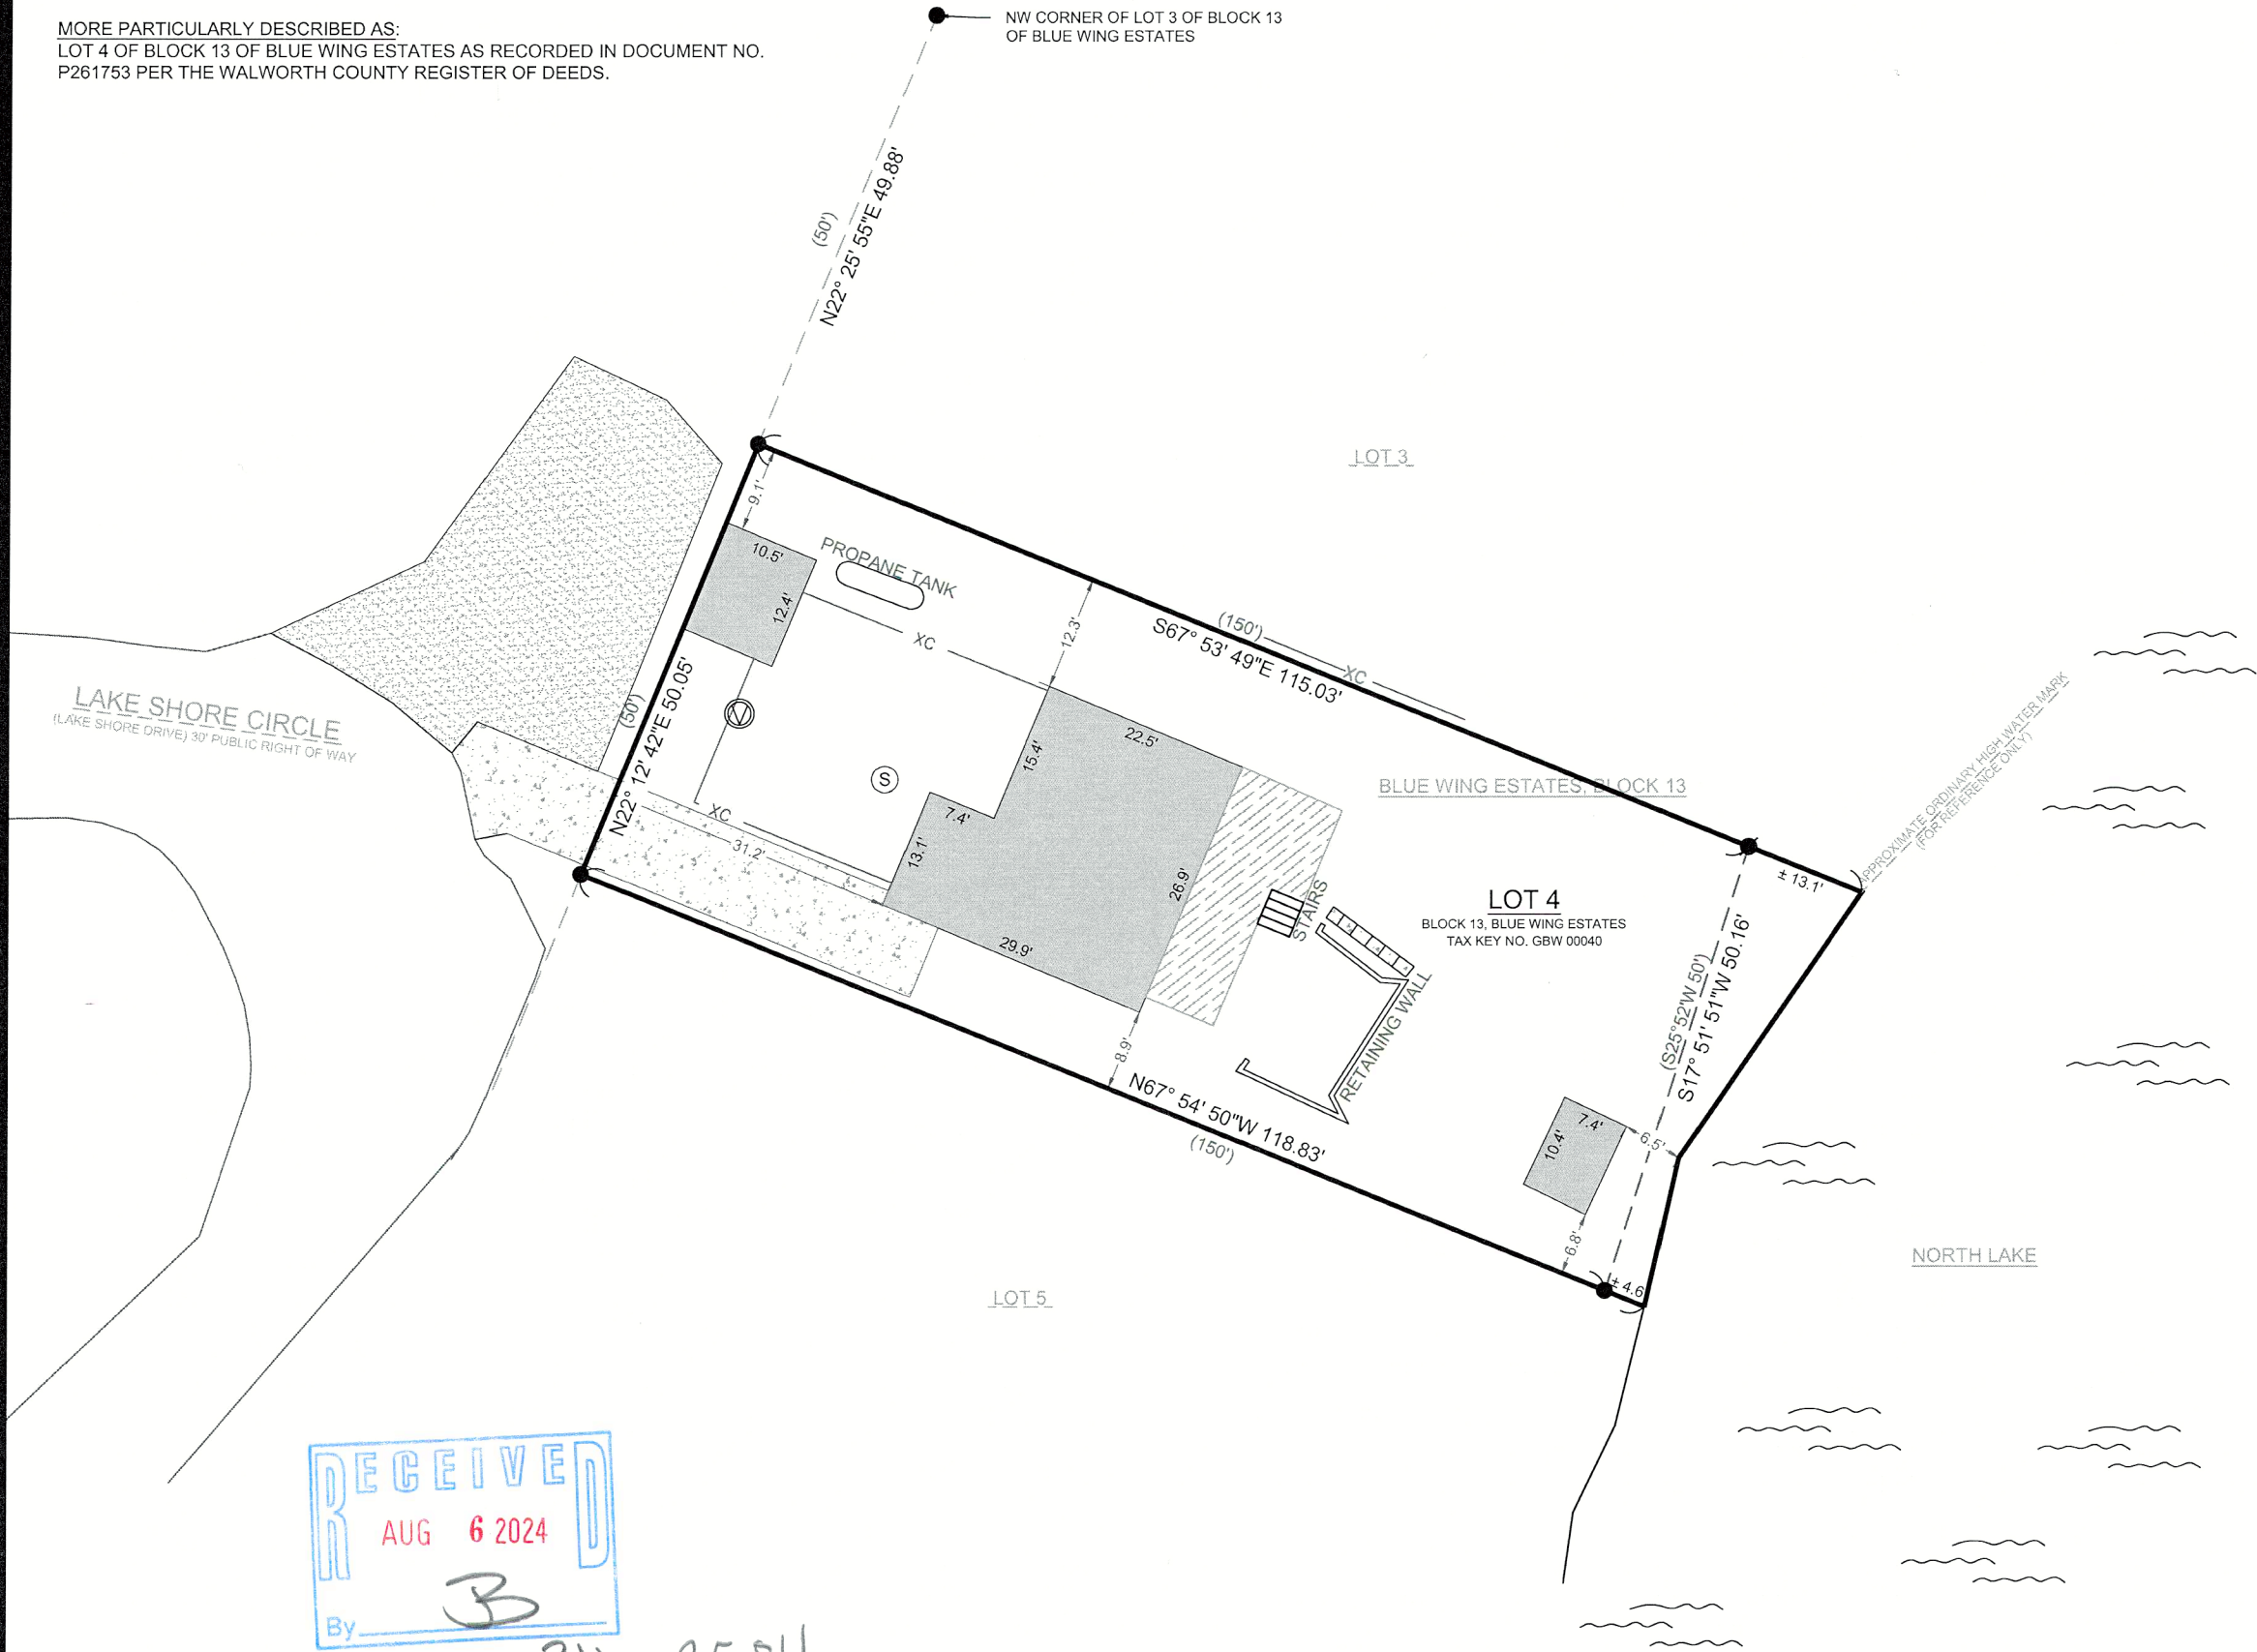 MORE PARTICULARLY DESCRIBED AS:
LOT 4 OF BLOCK 13 OF BLUE WING ESTATES AS RECORDED IN DOCUMENT NO.
P261753 PER THE WALWORTH COUNTY REGISTER OF DEEDS.
NW CORNER OF LOT 3 OF BLOCK 13
OF BLUE WING ESTATES
(50')
N22° 25' 55"E 49.88'
LOT 3
9.1'
10.5'
12.4'
PROPANE TANK
XC
12.3'
(150')
S67° 53' 49"E 115.03'
XC
LAKE SHORE CIRCLE
(LAKE SHORE DRIVE) 30' PUBLIC RIGHT OF WAY
(50')
N22° 12' 42"E 50.05'
V
S
XC
31.2'
15.4'
22.5'
7.4'
13.1'
26.9'
29.9'
8.9'
STAIRS
RETAINING WALL
BLUE WING ESTATES, BLOCK 13
LOT 4
BLOCK 13, BLUE WING ESTATES
TAX KEY NO. GBW 00040
± 13.1'
APPROXIMATE ORDINARY HIGH WATER MARK
(FOR REFERENCE ONLY)
(S25°52'W 50')
S17° 51' 51"W 50.16'
N67° 54' 50"W 118.83'
(150')
7.4'
10.4'
6.5'
6.8'
± 4.6
NORTH LAKE
LOT 5
RECEIVED
AUG 6 2024
By